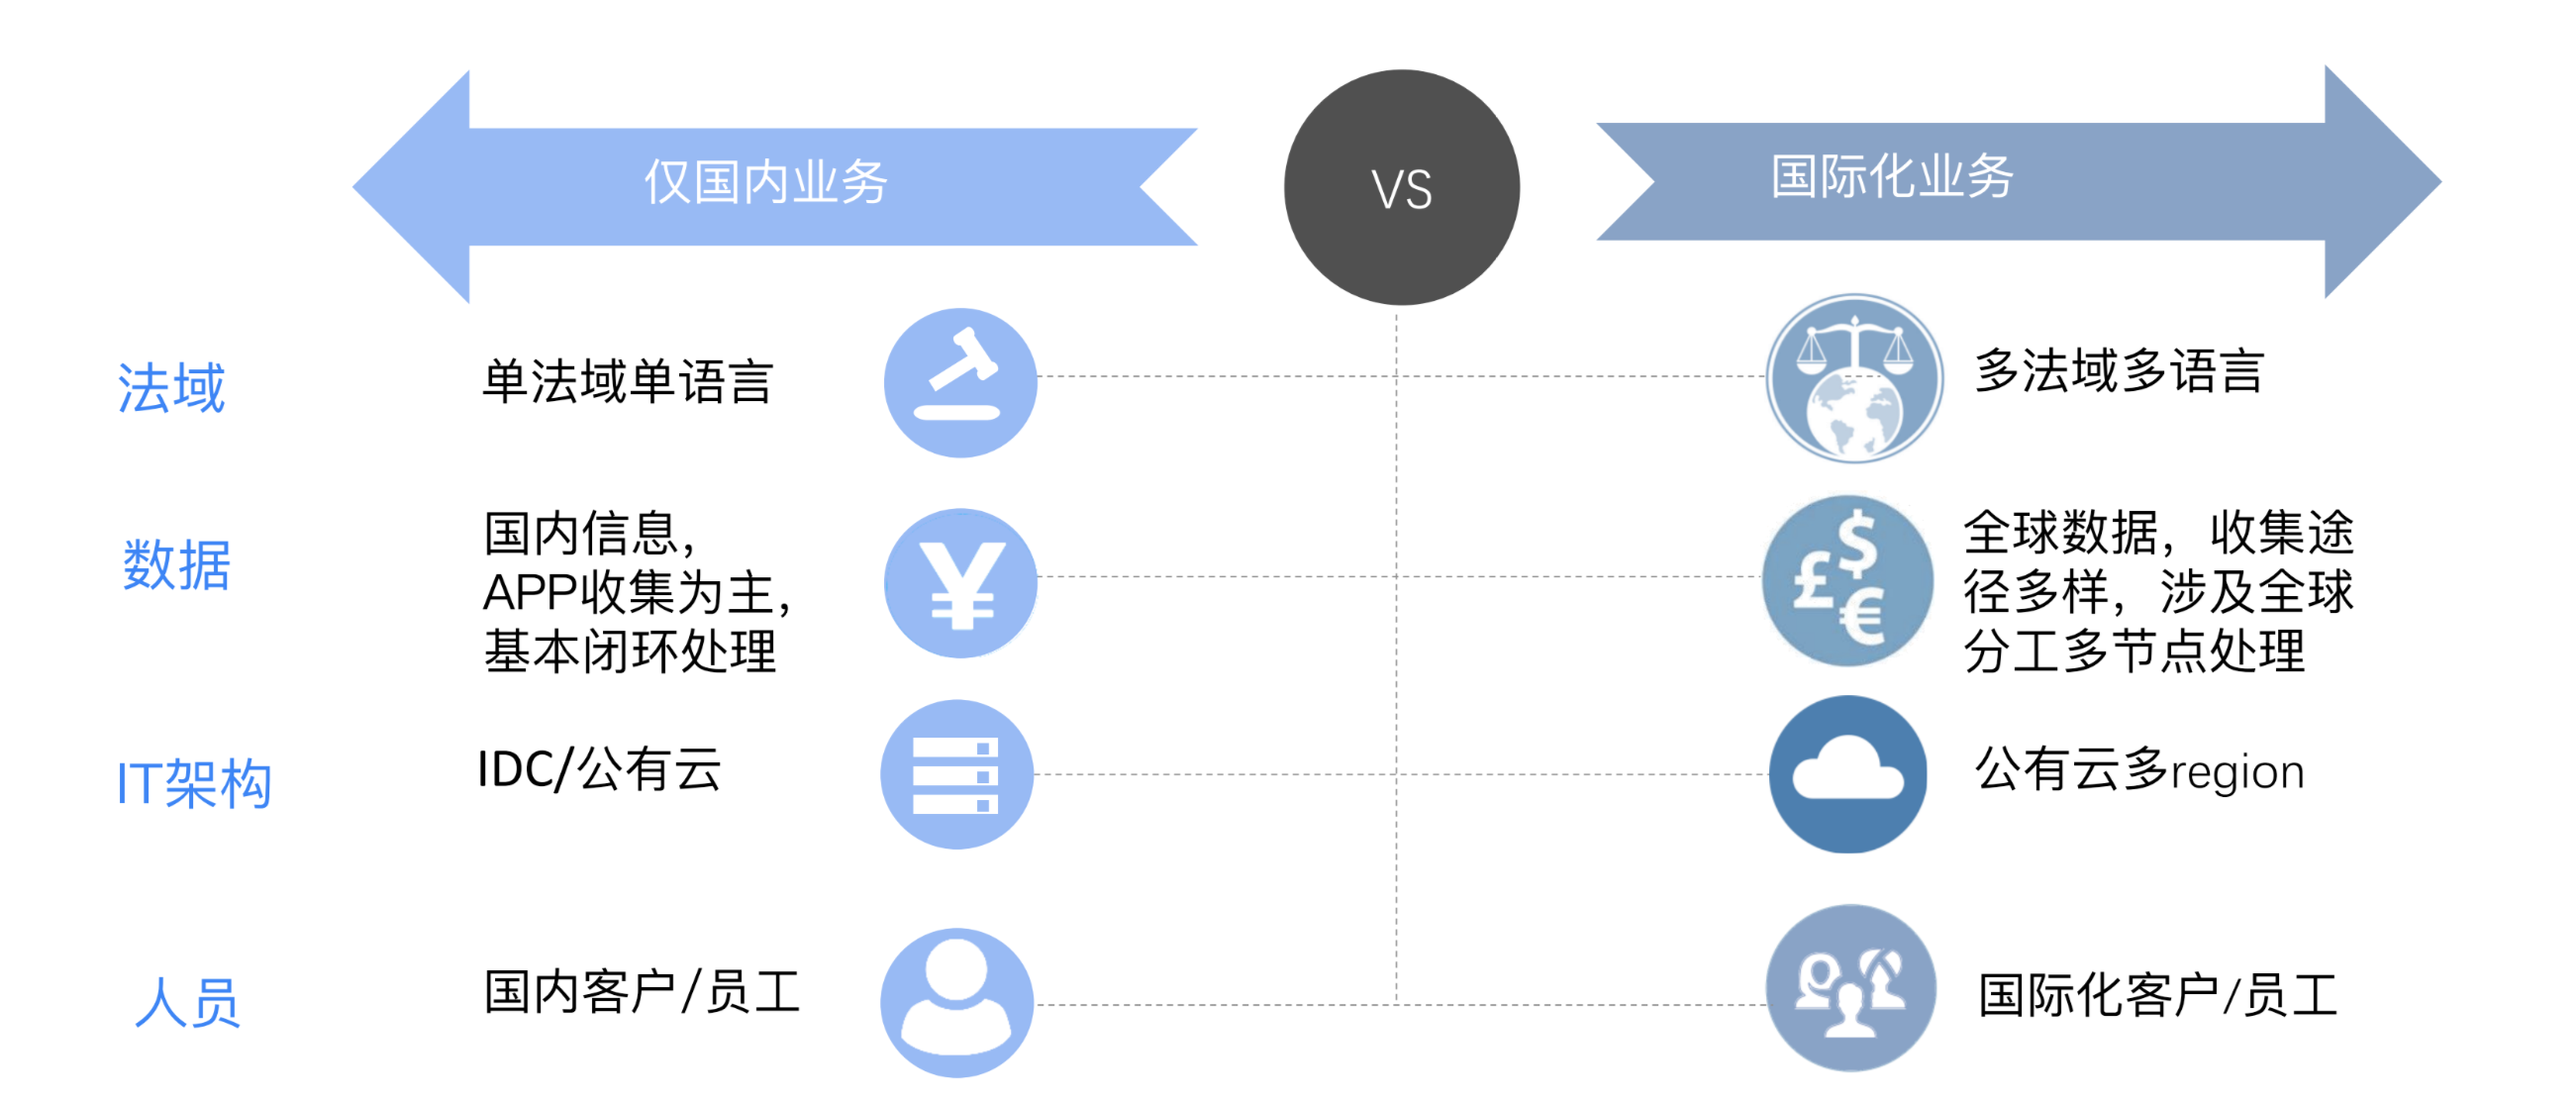 仅国内业务
VS
国际化业务
法域
单法域单语言
多法域多语言
数据
国内信息，
APP收集为主，
基本闭环处理
全球数据，收集途
径多样，涉及全球
分工多节点处理
IT架构
IDC/公有云
公有云多region
人员
国内客户/员工
国际化客户/员工
¥
$
£
€